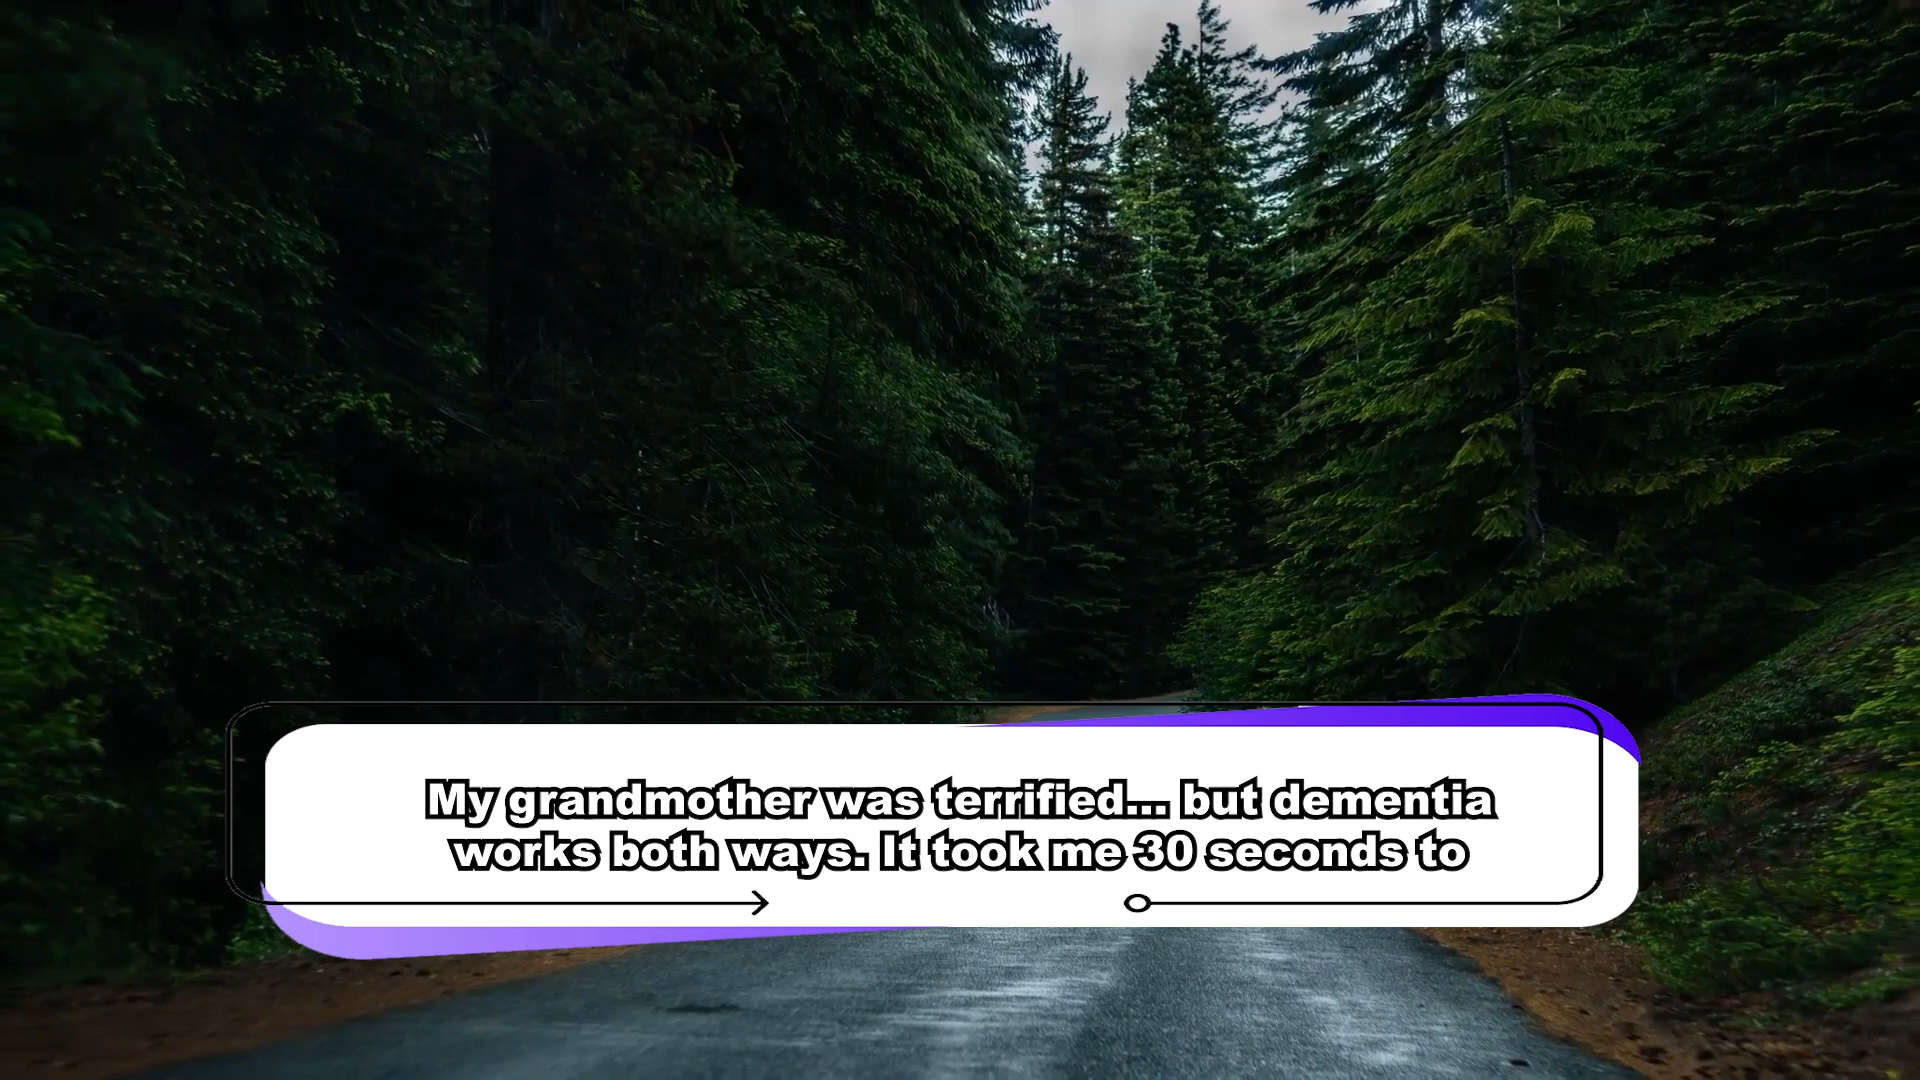 My grandmother was terrified... but dementia
works both ways. It took me 30 seconds to